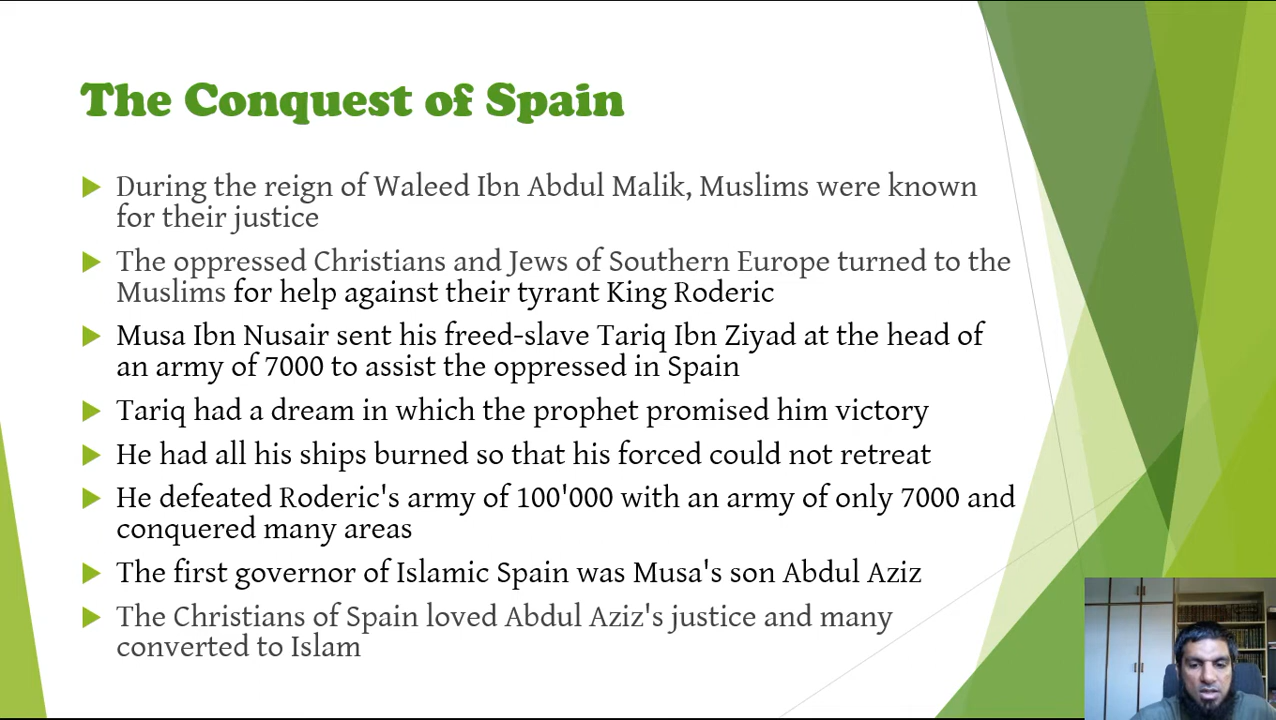 The Conquest of Spain
During the reign of Waleed Ibn Abdul Malik, Muslims were known
for their justice
The oppressed Christians and Jews of Southern Europe turned to the
Muslims for help against their tyrant King Roderic
Musa Ibn Nusair sent his freed-slave Tariq Ibn Ziyad at the head of
an army of 7000 to assist the oppressed in Spain
Tariq had a dream in which the prophet promised him victory
He had all his ships burned so that his forced could not retreat
He defeated Roderic's army of 100'000 with an army of only 7000 and
conquered many areas
The first governor of Islamic Spain was Musa's son Abdul Aziz
The Christians of Spain loved Abdul Aziz's justice and many
converted to Islam